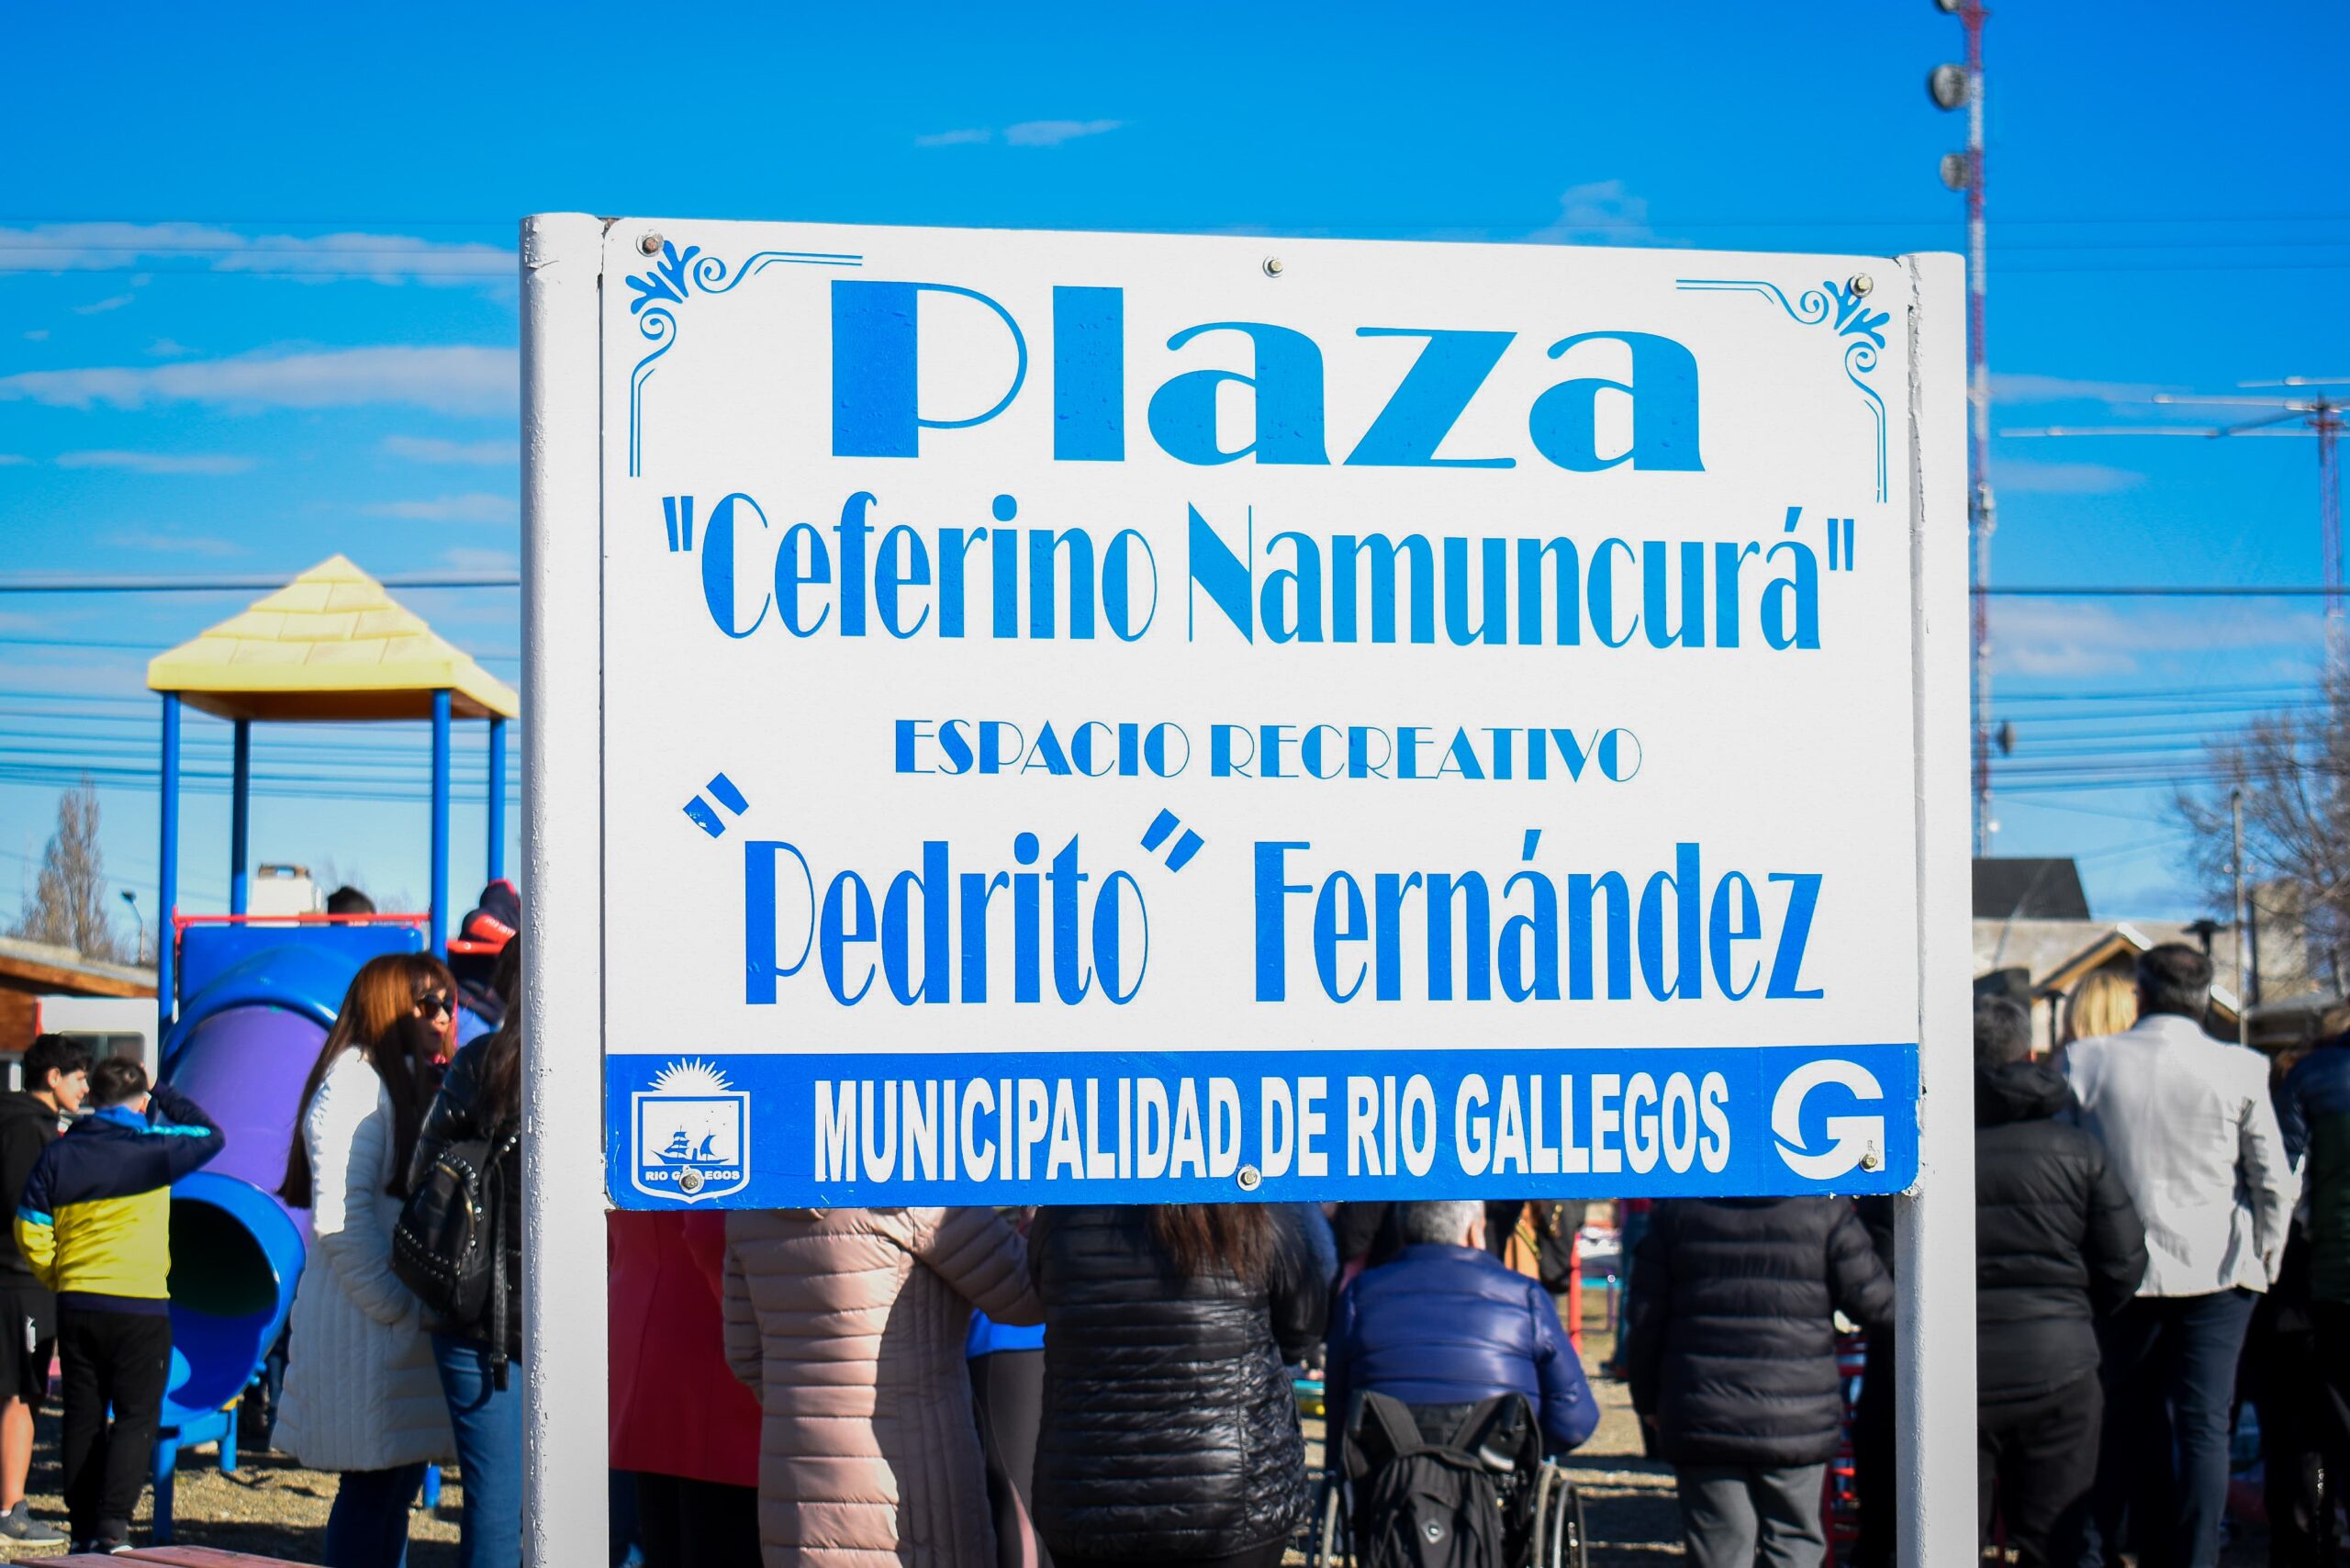 Plaza
"Ceferino Namuncurá"
ESPACIO RECREATIVO
"Pedrito" Fernández
MUNICIPALIDAD DE RIO GALLEGOS
G